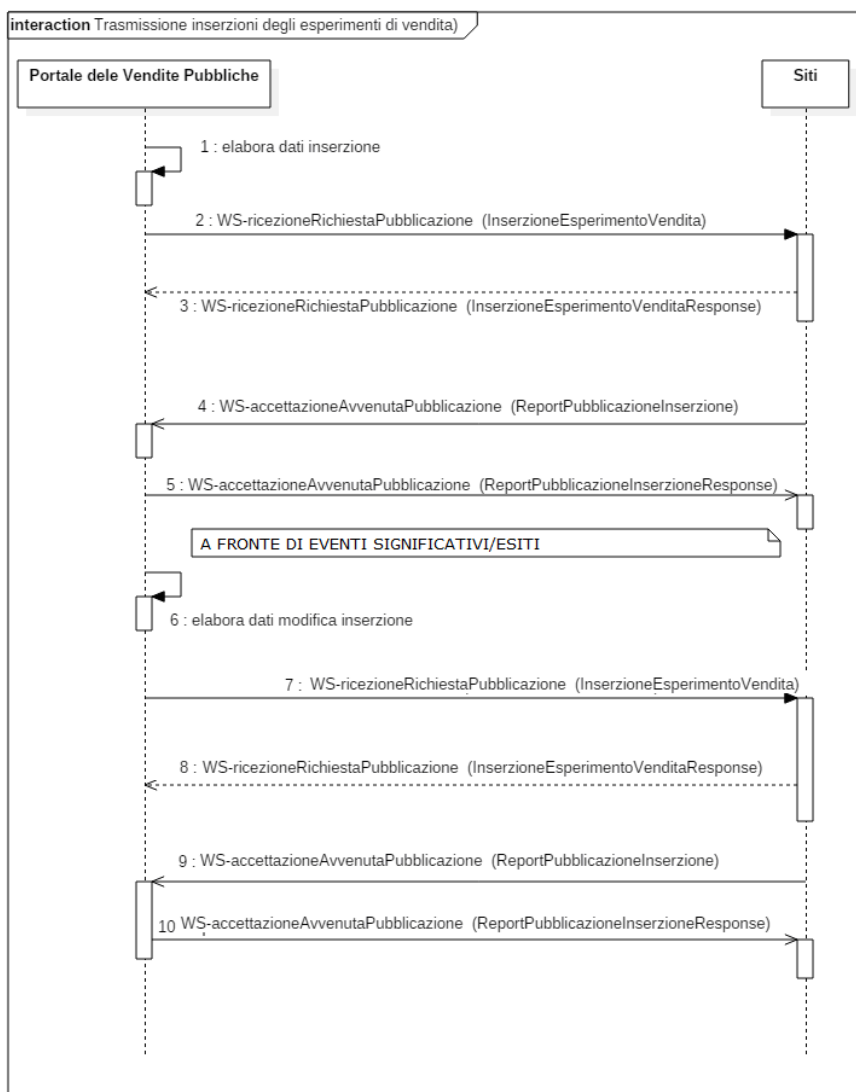 interaction Trasmissione inserzioni degli esperimenti di vendita)
Portale dele Vendite Pubbliche
Siti
1 : elabora dati inserzione
2 : WS-ricezioneRichiestaPubblicazione (InserzioneEsperimentoVendita)
3 : WS-ricezioneRichiestaPubblicazione (InserzioneEsperimentoVenditaResponse)
4 : WS-accettazioneAvvenutaPubblicazione (ReportPubblicazioneInserzione)
5 : WS-accettazioneAvvenutaPubblicazione (ReportPubblicazioneInserzioneResponse)
A FRONTE DI EVENTI SIGNIFICATIVI/ESITI
6 : elabora dati modifica inserzione
7 : WS-ricezioneRichiestaPubblicazione (InserzioneEsperimentoVendita)
8 : WS-ricezioneRichiestaPubblicazione (InserzioneEsperimentoVenditaResponse)
9 : WS-accettazioneAvvenutaPubblicazione (ReportPubblicazioneInserzione)
10 WS-accettazioneAvvenutaPubblicazione (ReportPubblicazioneInserzioneResponse)